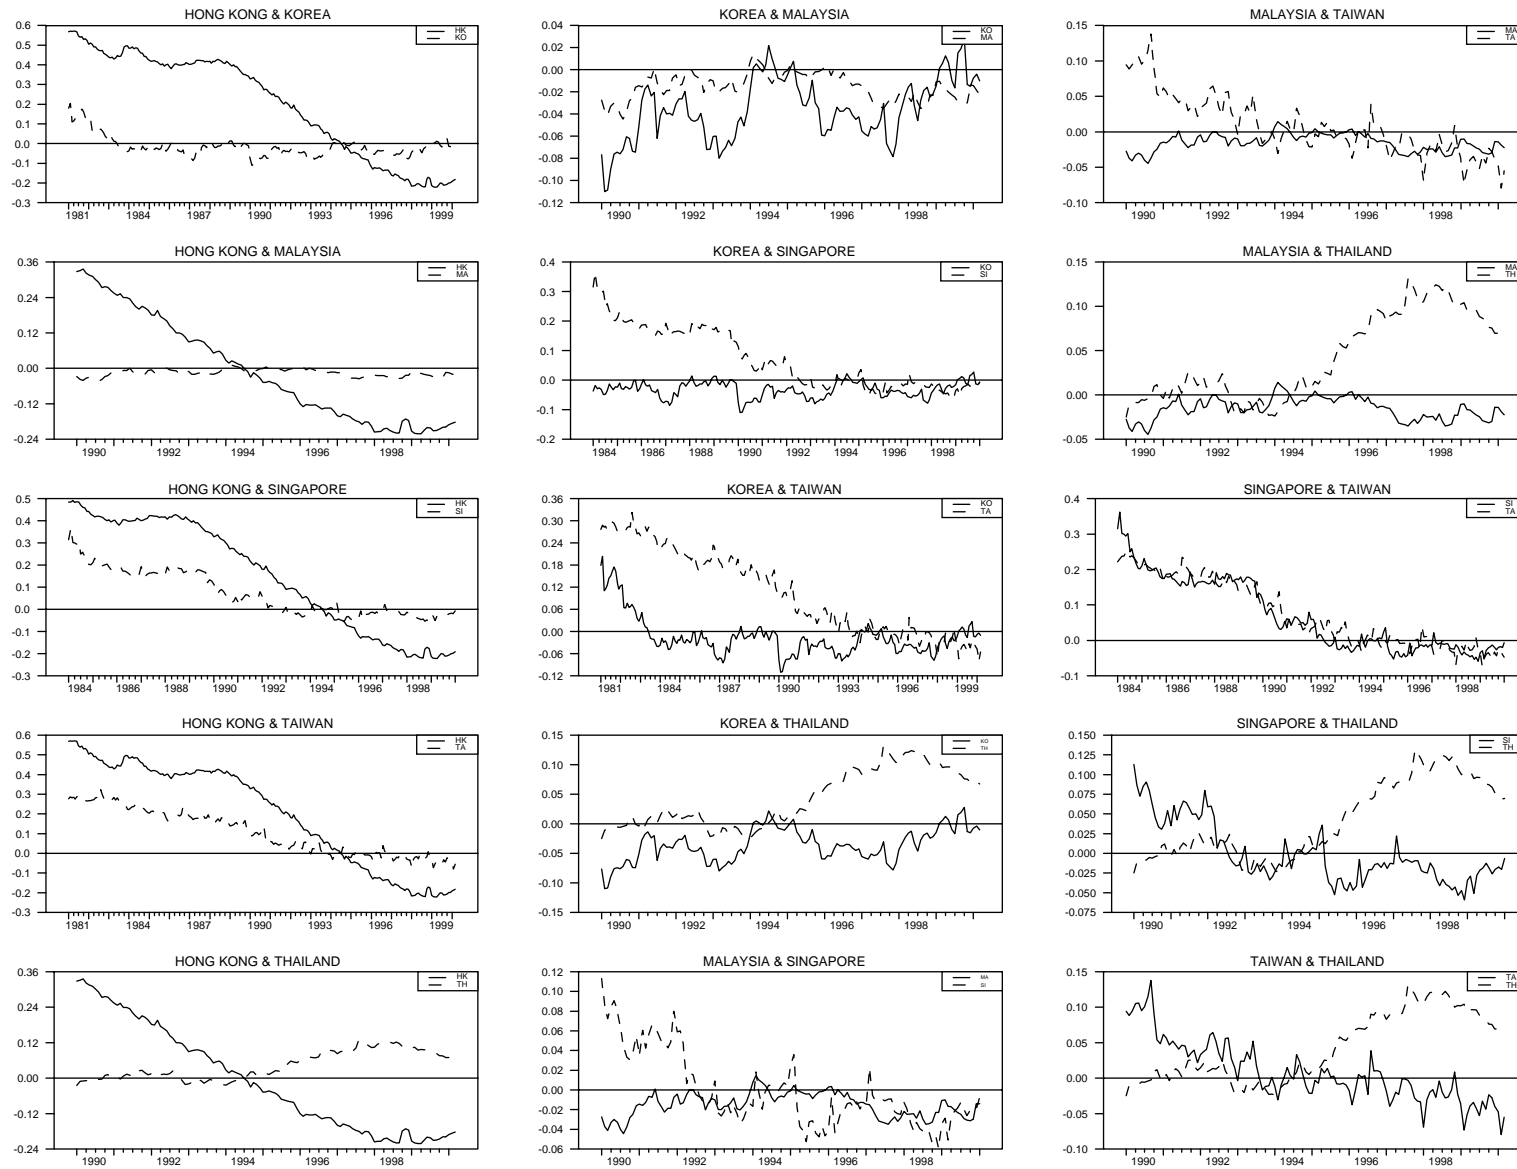 HONG KONG & KOREA
HK
KO
0.6
0.5
0.4
0.3
0.2
0.1
0.0
-0.1
-0.2
-0.3
1981 1984 1987 1990 1993 1996 1999
KOREA & MALAYSIA
KO
MA
0.04
0.02
0.00
-0.02
-0.04
-0.06
-0.08
-0.10
-0.12
1990 1992 1994 1996 1998
MALAYSIA & TAIWAN
MA
TA
0.15
0.10
0.05
0.00
-0.05
-0.10
1990 1992 1994 1996 1998
HONG KONG & MALAYSIA
HK
MA
0.36
0.24
0.12
0.00
-0.12
-0.24
1990 1992 1994 1996 1998
KOREA & SINGAPORE
KO
SI
0.4
0.3
0.2
0.1
0.0
-0.1
-0.2
1984 1986 1988 1990 1992 1994 1996 1998
MALAYSIA & THAILAND
MA
TH
0.15
0.10
0.05
0.00
-0.05
1990 1992 1994 1996 1998
HONG KONG & SINGAPORE
HK
SI
0.5
0.4
0.3
0.2
0.1
0.0
-0.1
-0.2
-0.3
1984 1986 1988 1990 1992 1994 1996 1998
KOREA & TAIWAN
KO
TA
0.36
0.30
0.24
0.18
0.12
0.06
0.00
-0.06
-0.12
1981 1984 1987 1990 1993 1996 1999
SINGAPORE & TAIWAN
SI
TA
0.4
0.3
0.2
0.1
0.0
-0.1
1984 1986 1988 1990 1992 1994 1996 1998
HONG KONG & TAIWAN
HK
TA
0.6
0.5
0.4
0.3
0.2
0.1
0.0
-0.1
-0.2
-0.3
1981 1984 1987 1990 1993 1996 1999
KOREA & THAILAND
KO
TH
0.15
0.10
0.05
0.00
-0.05
-0.10
-0.15
1990 1992 1994 1996 1998
SINGAPORE & THAILAND
SI
TH
0.150
0.125
0.100
0.075
0.050
0.025
0.000
-0.025
-0.050
-0.075
1990 1992 1994 1996 1998
HONG KONG & THAILAND
HK
TH
0.36
0.24
0.12
0.00
-0.12
-0.24
1990 1992 1994 1996 1998
MALAYSIA & SINGAPORE
MA
SI
0.12
0.10
0.08
0.06
0.04
0.02
0.00
-0.02
-0.04
-0.06
1990 1992 1994 1996 1998
TAIWAN & THAILAND
TA
TH
0.15
0.10
0.05
0.00
-0.05
-0.10
1990 1992 1994 1996 1998